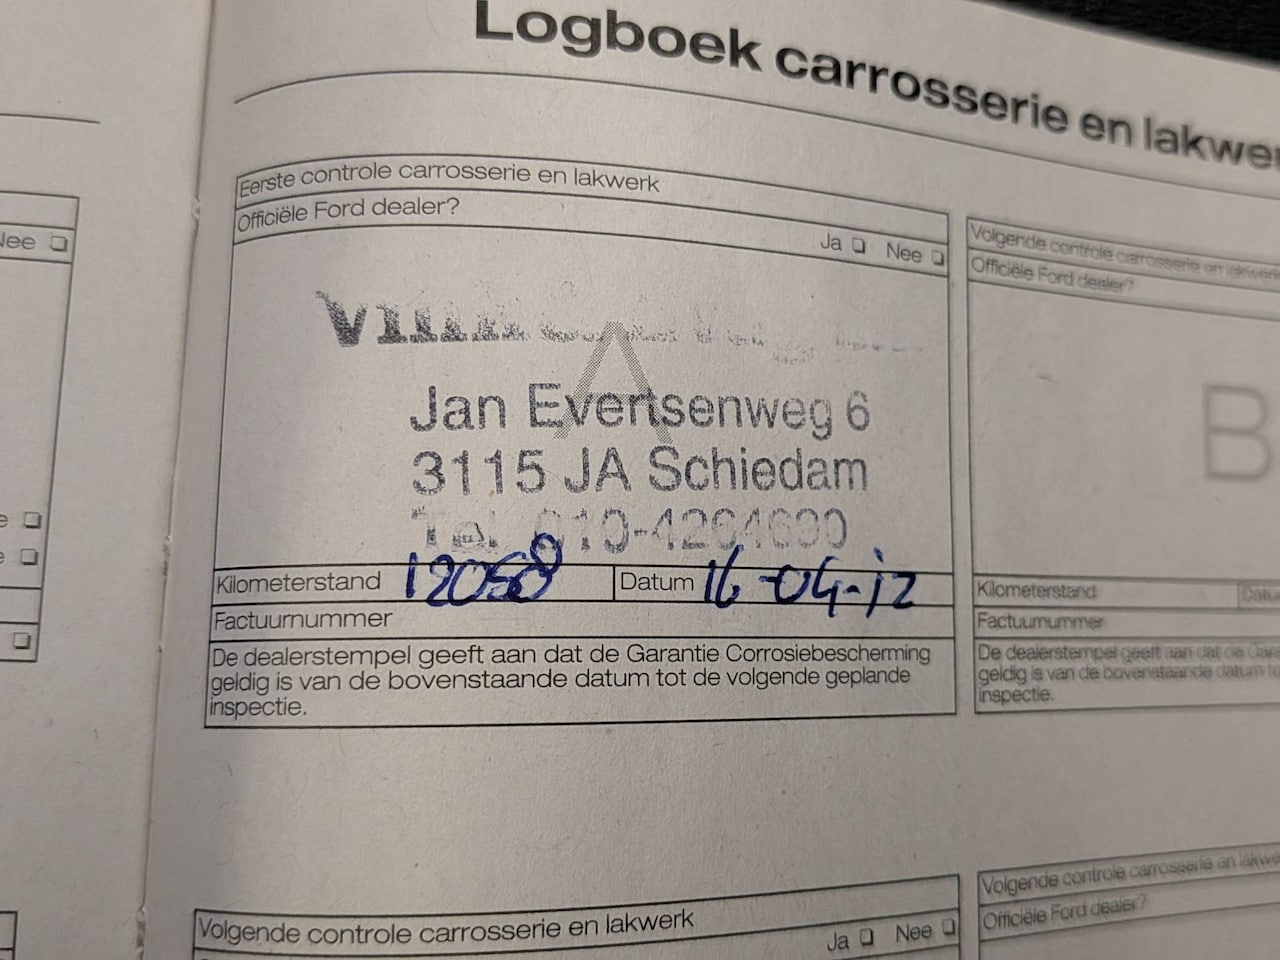 Logboek carrosserie en
Nee
Eerste controle carrosserie en lakwerk
Officiële Ford dealer?
Ja Nee
A
Jan Evertsenweg 6
3115 JA Schiedam
Tel. 010-4294690
Kilometerstand 12058 Datum 16-04-12
Factuurnummer
De dealerstempel geeft aan dat de Garantie Corrosiebescherming
geldig is van de bovenstaande datum tot de volgende geplande
inspectie.
Volgende controle carrosserie en lakwerk
Officiële Ford dealer?
B
Kilometerstand
Factuurnummer
De dealerstempel geeft aan dat de
geldig is van de bovenstaande datum
inspectie.
Volgende controle carrosserie en lakwerk
Ja Nee
Volgende controle carrosserie en
Officiële Ford dealer?